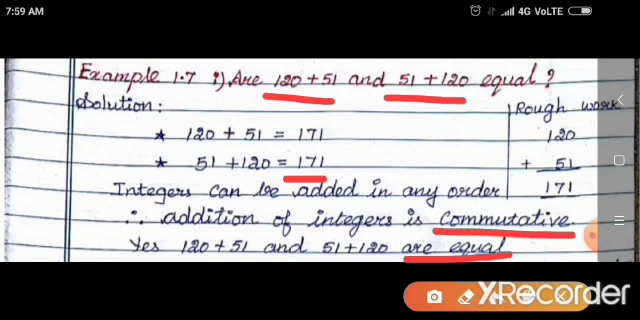 7:59 AM
4G VoLTE
Example 1.7 i) Are 120 + 51 and 51 + 120 equal ?
Solution:
Rough work
* 120 + 51 = 171
120
* 51 + 120 = 171
+ 51
Integers can be added in any order
171
∴ addition of integers is commutative.
Yes 120 + 51 and 51 + 120 are equal
XRecorder